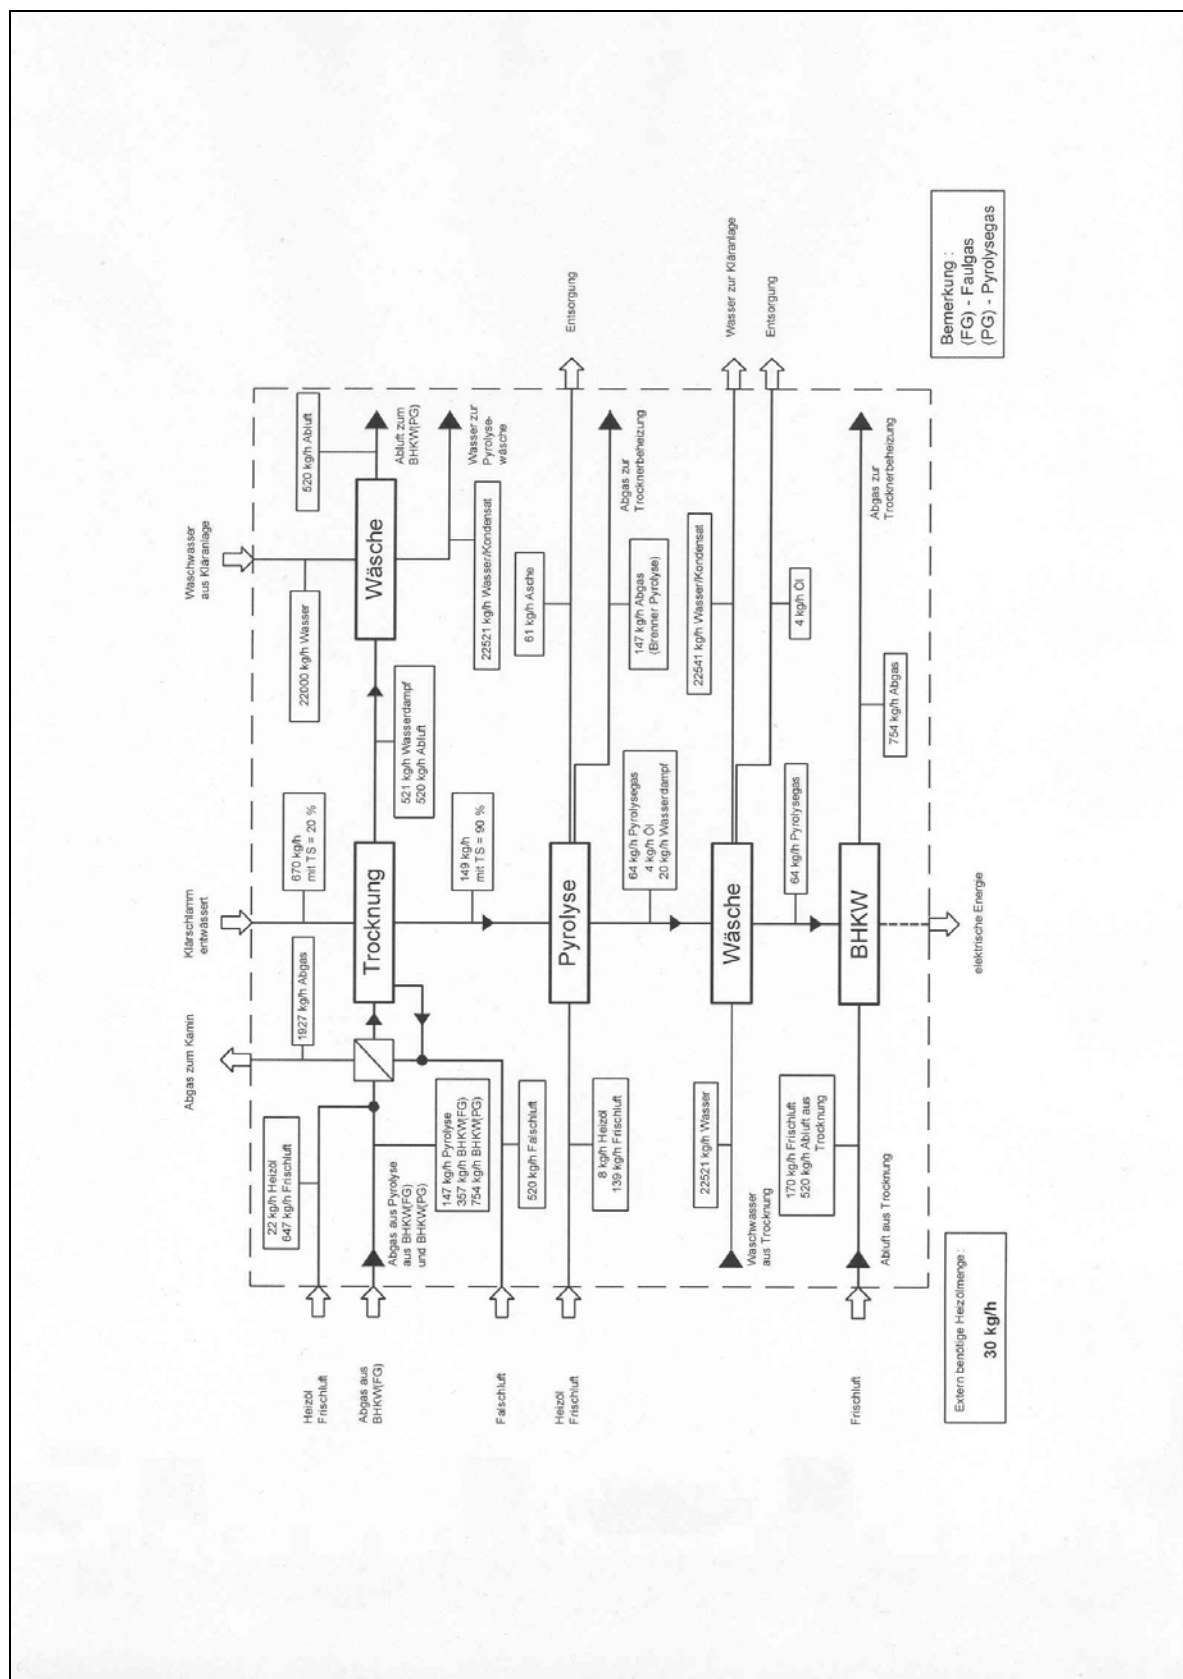 Klärschlamm
entwässert
Abgas zum Kamin
Waschwasser
aus Kläranlage
22 kg/h Heizöl
647 kg/h Frischluft
1927 kg/h Abgas
670 kg/h
mit TS = 20 %
22000 kg/h Wasser
520 kg/h Abluft
Heizöl
Frischluft
Abgas aus
BHKW(FG)
Trocknung
Wäsche
Abluft zum
BHKW(PG)
Abgas aus Pyrolyse
aus BHKW(FG)
und BHKW(PG)
147 kg/h Pyrolyse
357 kg/h BHKW(FG)
754 kg/h BHKW(PG)
521 kg/h Wasserdampf
520 kg/h Abluft
Wasser zur
Pyrolyse-
wäsche
149 kg/h
mit TS = 90 %
22521 kg/h Wasser/Kondensat
Falschluft
520 kg/h Falschluft
61 kg/h Asche
Entsorgung
Heizöl
Frischluft
Pyrolyse
8 kg/h Heizöl
139 kg/h Frischluft
147 kg/h Abgas
(Brenner Pyrolyse)
Abgas zur
Trocknerbeheizung
64 kg/h Pyrolysegas
4 kg/h Öl
20 kg/h Wasserdampf
22541 kg/h Wasser/Kondensat
22521 kg/h Wasser
Wäsche
Wasser zur Kläranlage
Waschwasser
aus Trocknung
Entsorgung
4 kg/h Öl
64 kg/h Pyrolysegas
170 kg/h Frischluft
520 kg/h Abluft aus
Trocknung
Frischluft
Abluft aus Trocknung
BHKW
754 kg/h Abgas
Abgas zur
Trocknerbeheizung
elektrische Energie
Extern benötige Heizölmenge :
30 kg/h
Bemerkung :
(FG) - Faulgas
(PG) - Pyrolysegas